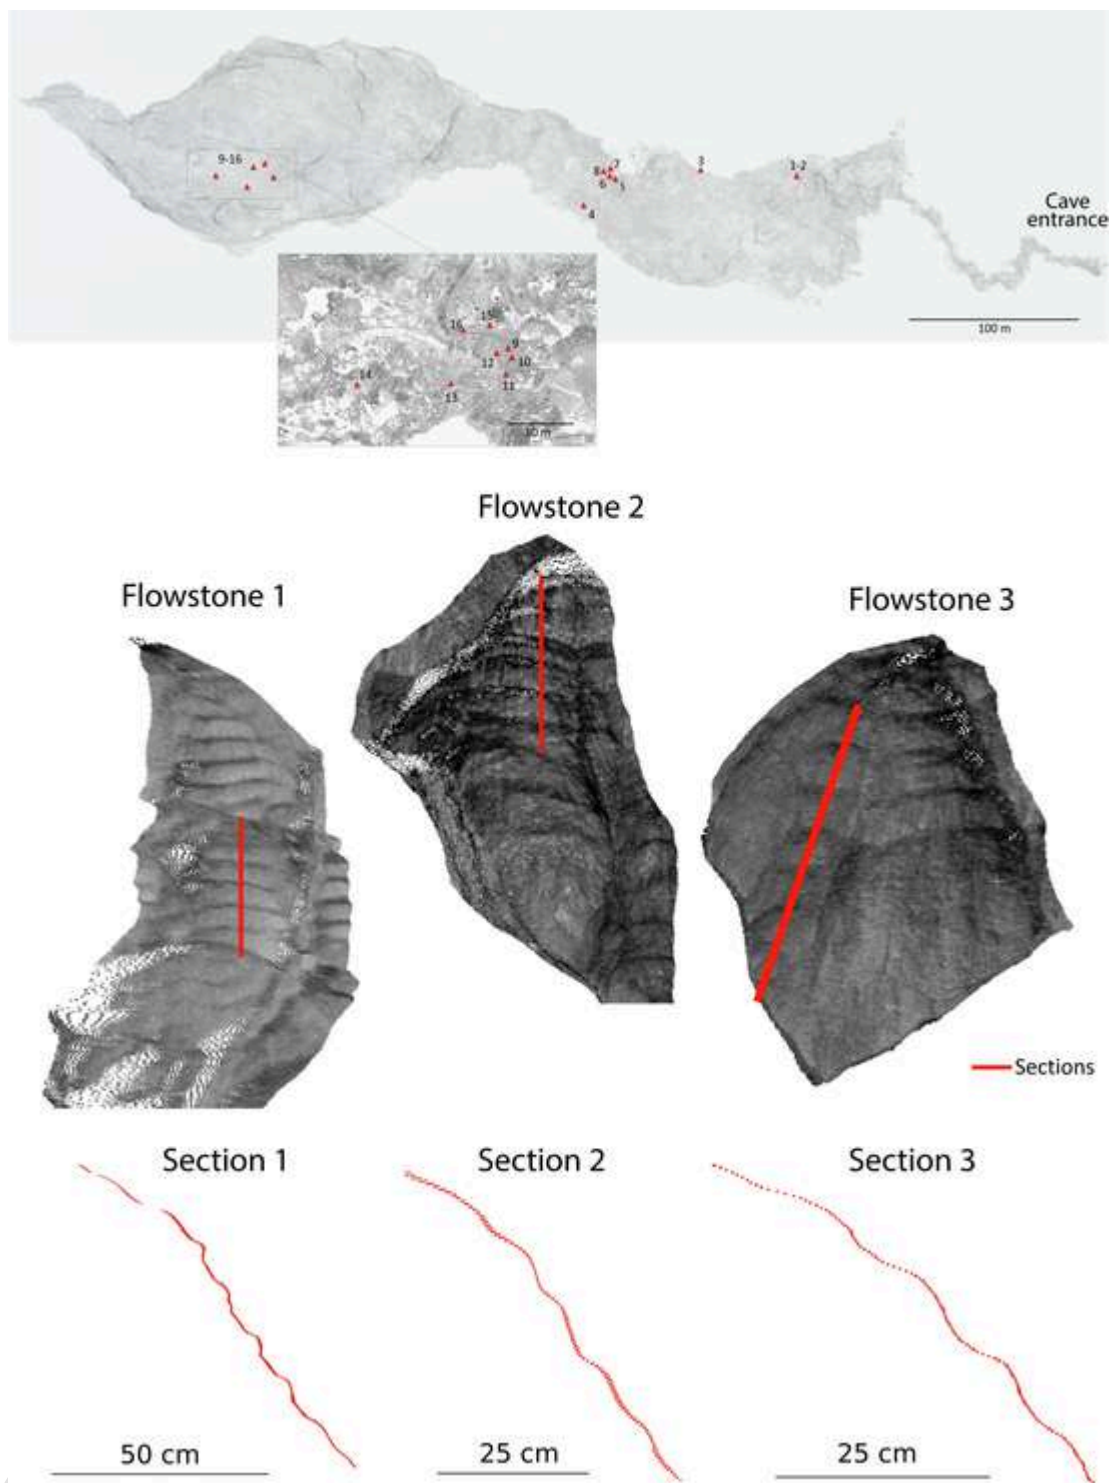 9-16
7
8
6
5
4
3
1-2
Cave
entrance
100 m
15
16
9
12
10
14
13
11
10 m
Flowstone 2
Flowstone 1
Flowstone 3
Sections
Section 1
Section 2
Section 3
50 cm
25 cm
25 cm